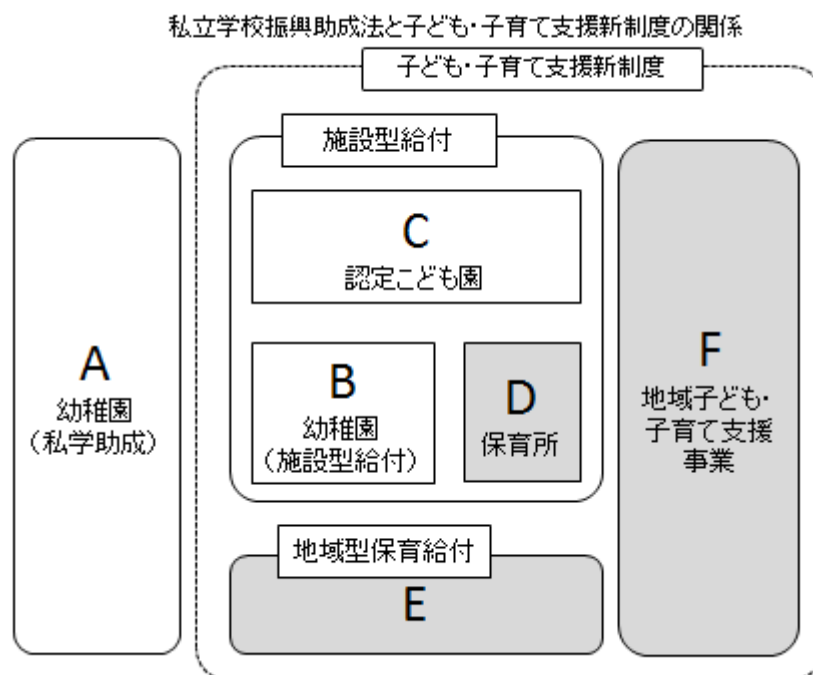 私立学校振興助成法と子ども・子育て支援新制度の関係
子ども・子育て支援新制度
施設型給付
C
認定こども園
A
幼稚園
（私学助成）
B
幼稚園
（施設型給付）
D
保育所
F
地域子ども・
子育て支援
事業
地域型保育給付
E